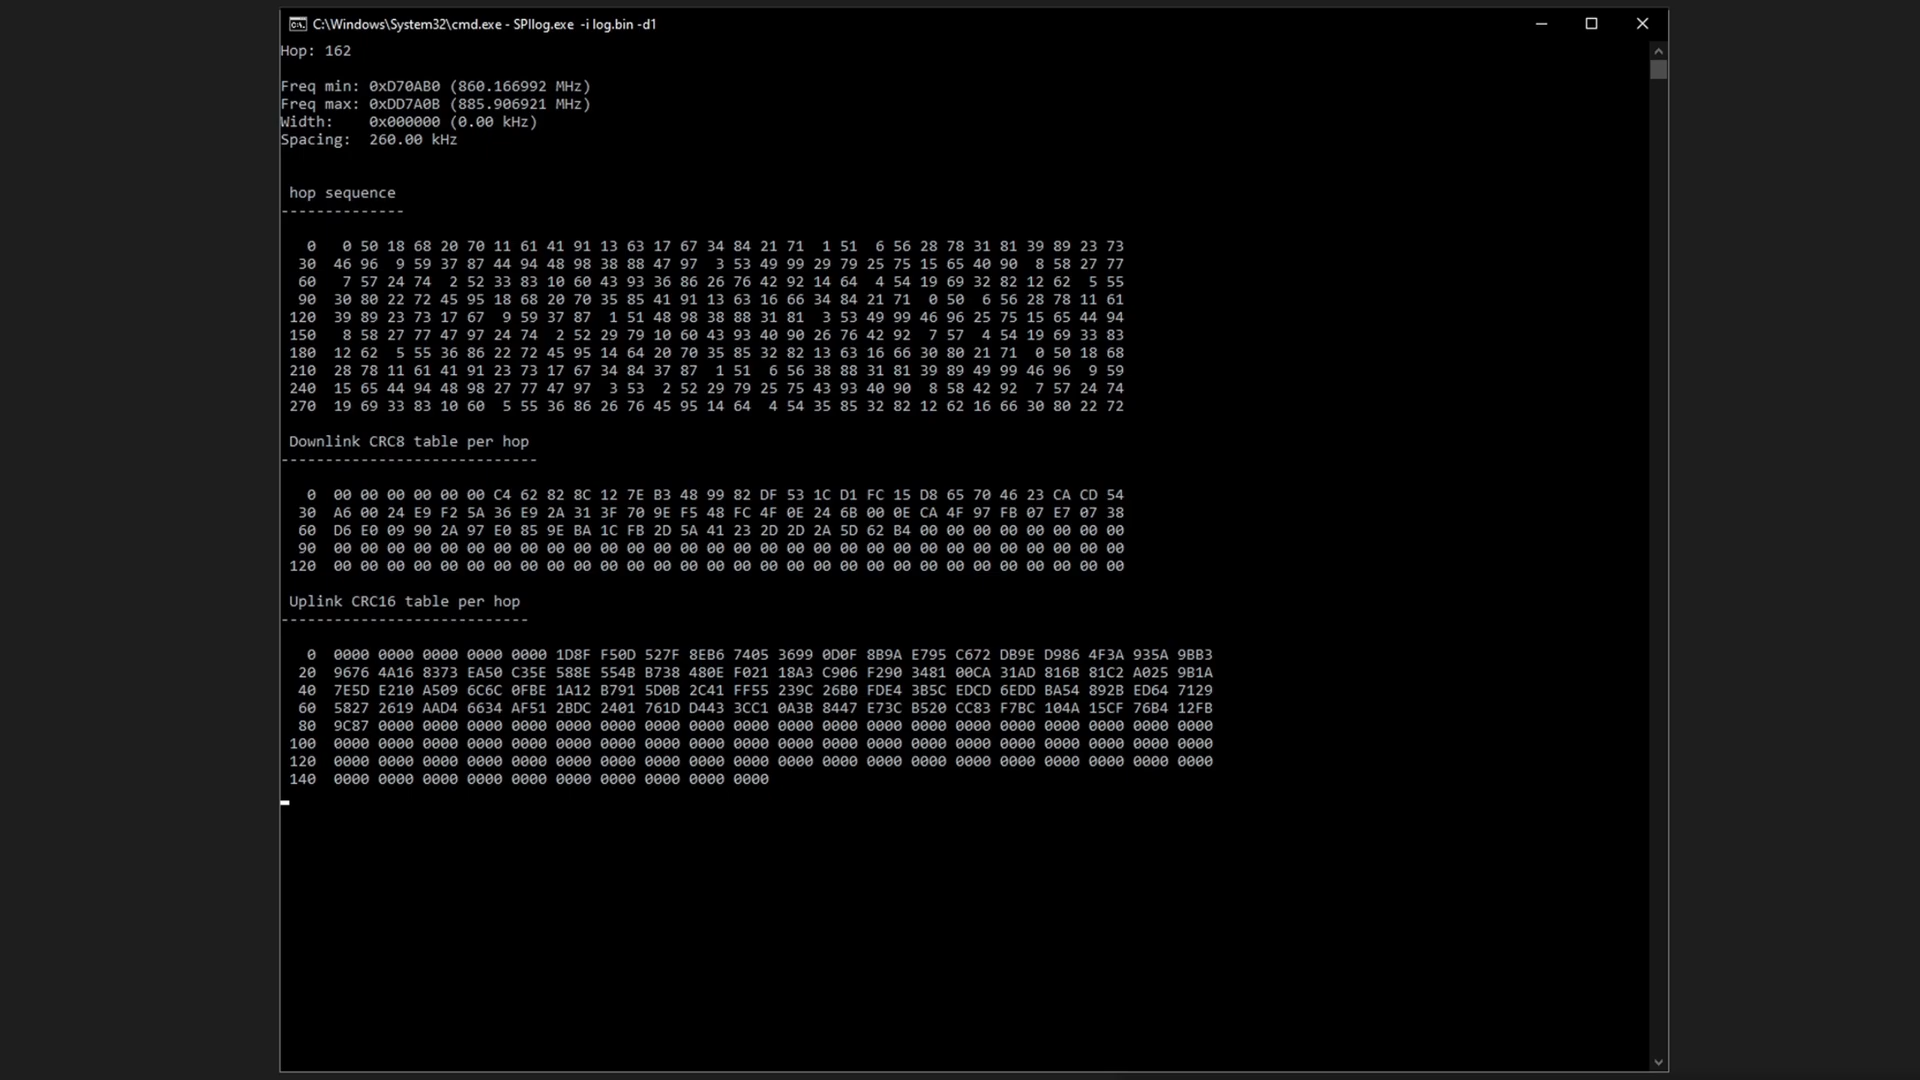 C:\Windows\System32\cmd.exe - SPIlog.exe -i log.bin -d1
Hop: 162
Freq min: 0xD70AB0 (860.166992 MHz)
Freq max: 0xDD7A0B (885.906921 MHz)
Width: 0x000000 (0.00 kHz)
Spacing: 260.00 kHz
hop sequence
--------------
0 0 50 18 68 20 70 11 61 41 91 13 63 17 67 34 84 21 71 1 51 6 56 28 78 31 81 39 89 23 73
30 46 96 9 59 37 87 44 94 48 98 38 88 47 97 3 53 49 99 29 79 25 75 15 65 40 90 8 58 27 77
60 7 57 24 74 2 52 33 83 10 60 43 93 36 86 26 76 42 92 14 64 4 54 19 69 32 82 12 62 5 55
90 30 80 22 72 45 95 18 68 20 70 35 85 41 91 13 63 16 66 34 84 21 71 0 50 6 56 28 78 11 61
120 39 89 23 73 17 67 9 59 37 87 1 51 48 98 38 88 31 81 3 53 49 99 46 96 25 75 15 65 44 94
150 8 58 27 77 47 97 24 74 2 52 29 79 10 60 43 93 40 90 26 76 42 92 7 57 4 54 19 69 33 83
180 12 62 5 55 36 86 22 72 45 95 14 64 20 70 35 85 32 82 13 63 16 66 30 80 21 71 0 50 18 68
210 28 78 11 61 41 91 23 73 17 67 34 84 37 87 1 51 6 56 38 88 31 81 39 89 49 99 46 96 9 59
240 15 65 44 94 48 98 27 77 47 97 3 53 2 52 29 79 25 75 43 93 40 90 8 58 42 92 7 57 24 74
270 19 69 33 83 10 60 5 55 36 86 26 76 45 95 14 64 4 54 35 85 32 82 12 62 16 66 30 80 22 72
Downlink CRC8 table per hop
-----------------------------
0 00 00 00 00 00 00 C4 62 82 8C 12 7E B3 48 99 82 DF 53 1C D1 FC 15 D8 65 70 46 23 CA CD 54
30 A6 00 24 E9 F2 5A 36 E9 2A 31 3F 70 9E F5 48 FC 4F 0E 24 6B 00 0E CA 4F 97 FB 07 E7 07 38
60 D6 E0 09 90 2A 97 E0 85 9E BA 1C FB 2D 5A 41 23 2D 2D 2A 5D 62 B4 00 00 00 00 00 00 00 00
90 00 00 00 00 00 00 00 00 00 00 00 00 00 00 00 00 00 00 00 00 00 00 00 00 00 00 00 00 00 00
120 00 00 00 00 00 00 00 00 00 00 00 00 00 00 00 00 00 00 00 00 00 00 00 00 00 00 00 00 00 00
Uplink CRC16 table per hop
----------------------------
0 0000 0000 0000 0000 0000 1D8F F50D 527F 8EB6 7405 3699 0D0F 8B9A E795 C672 DB9E D986 4F3A 935A 9BB3
20 9676 4A16 8373 EA50 C35E 588E 554B B738 480E F021 18A3 C906 F290 3481 00CA 31AD 816B 81C2 A025 9B1A
40 7E5D E210 A509 6C6C 0FBE 1A12 B791 5D0B 2C41 FF55 239C 26B0 FDE4 3B5C EDCD 6EDD BA54 892B ED64 7129
60 5827 2619 AAD4 6634 AF51 2BDC 2401 761D D443 3CC1 0A3B 8447 E73C B520 CC83 F7BC 104A 15CF 76B4 12FB
80 9C87 0000 0000 0000 0000 0000 0000 0000 0000 0000 0000 0000 0000 0000 0000 0000 0000 0000 0000 0000
100 0000 0000 0000 0000 0000 0000 0000 0000 0000 0000 0000 0000 0000 0000 0000 0000 0000 0000 0000 0000
120 0000 0000 0000 0000 0000 0000 0000 0000 0000 0000 0000 0000 0000 0000 0000 0000 0000 0000 0000 0000
140 0000 0000 0000 0000 0000 0000 0000 0000 0000 0000